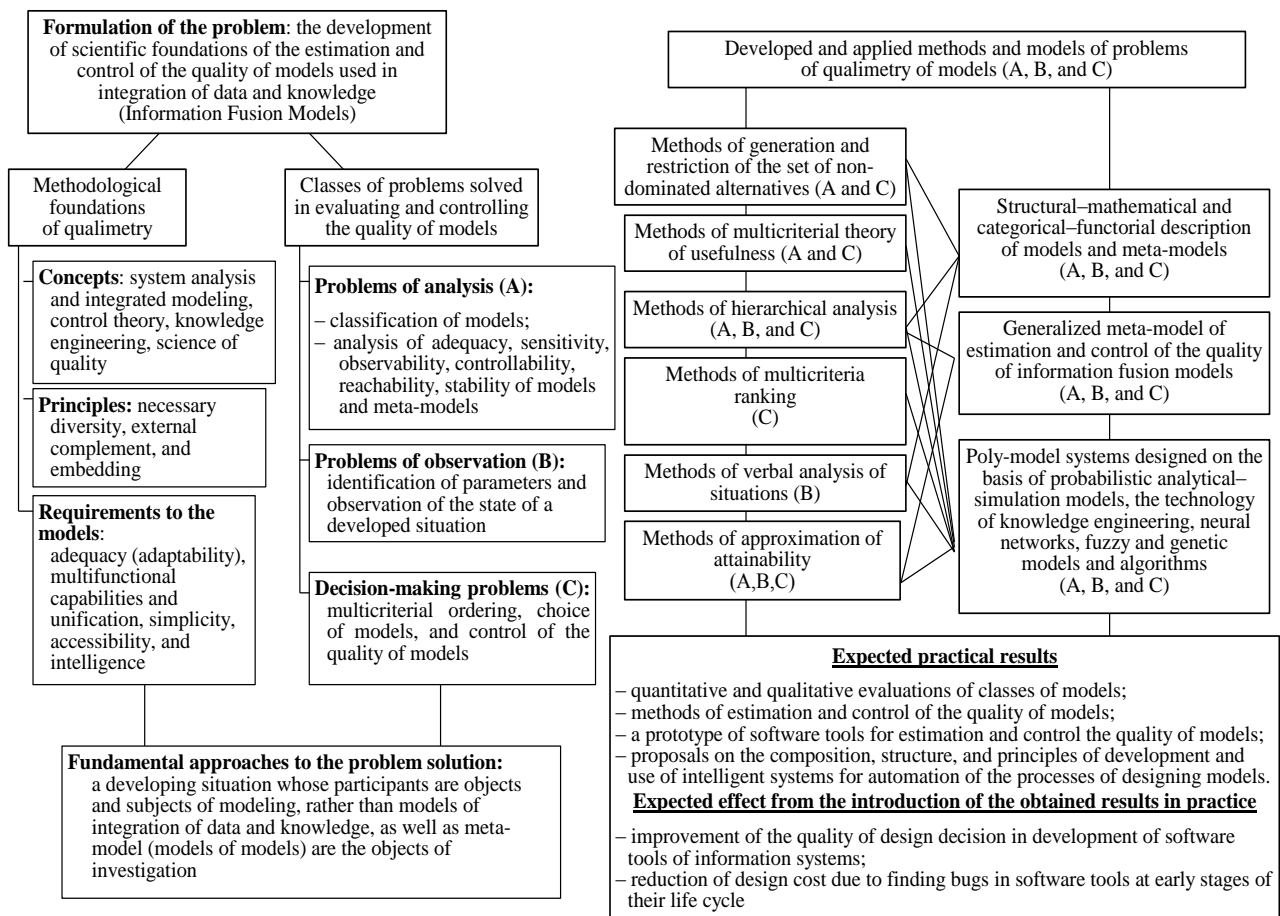 Formulation of the problem: the development
of scientific foundations of the estimation and
control of the quality of models used in
integration of data and knowledge
(Information Fusion Models)
Methodological
foundations
of qualimetry
Classes of problems solved
in evaluating and controlling
the quality of models
Concepts: system analysis
and integrated modeling,
control theory, knowledge
engineering, science of
quality
Principles: necessary
diversity, external
complement, and
embedding
Requirements to the
models:
adequacy (adaptability),
multifunctional
capabilities and
unification, simplicity,
accessibility, and
intelligence
Problems of analysis (A):
– classification of models;
– analysis of adequacy, sensitivity,
observability, controllability,
reachability, stability of models
and meta-models
Problems of observation (B):
identification of parameters and
observation of the state of a
developed situation
Decision-making problems (C):
multicriterial ordering, choice
of models, and control of the
quality of models
Fundamental approaches to the problem solution:
a developing situation whose participants are objects
and subjects of modeling, rather than models of
integration of data and knowledge, as well as meta-
model (models of models) are the objects of
investigation
Developed and applied methods and models of problems
of qualimetry of models (A, B, and C)
Methods of generation and
restriction of the set of non-
dominated alternatives (A and C)
Methods of multicriterial theory
of usefulness (A and C)
Methods of hierarchical analysis
(A, B, and C)
Methods of multicriteria
ranking
(C)
Methods of verbal analysis of
situations (B)
Methods of approximation of
attainability
(A,B,C)
Structural–mathematical and
categorical–functorial description
of models and meta-models
(A, B, and C)
Generalized meta-model of
estimation and control of the quality
of information fusion models
(A, B, and C)
Poly-model systems designed on the
basis of probabilistic analytical–
simulation models, the technology
of knowledge engineering, neural
networks, fuzzy and genetic
models and algorithms
(A, B, and C)
Expected practical results
– quantitative and qualitative evaluations of classes of models;
– methods of estimation and control of the quality of models;
– a prototype of software tools for estimation and control the quality of models;
– proposals on the composition, structure, and principles of development and
use of intelligent systems for automation of the processes of designing models.
Expected effect from the introduction of the obtained results in practice
– improvement of the quality of design decision in development of software
tools of information systems;
– reduction of design cost due to finding bugs in software tools at early stages of
their life cycle